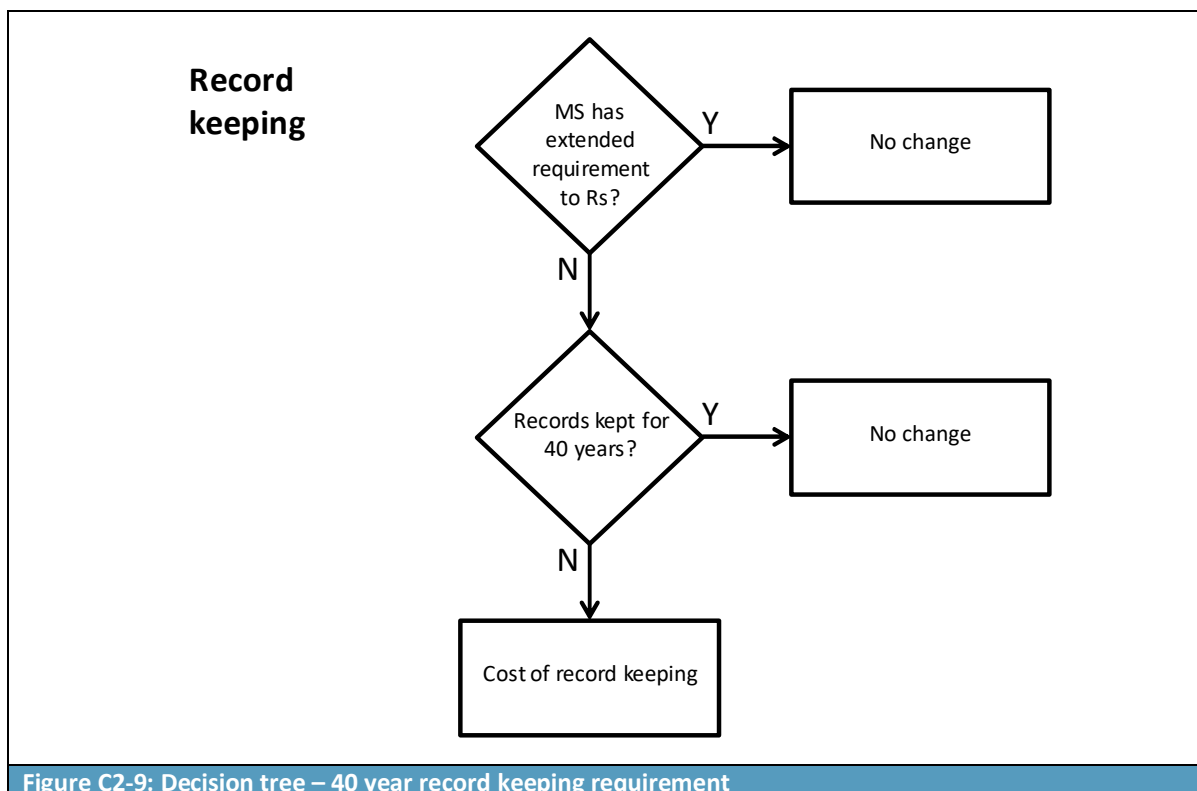 Record
keeping
MS has
extended
requirement
to Rs?
Y
No change
N
Records kept for
40 years?
Y
No change
N
Cost of record keeping
Figure C2-9: Decision tree – 40 year record keeping requirement